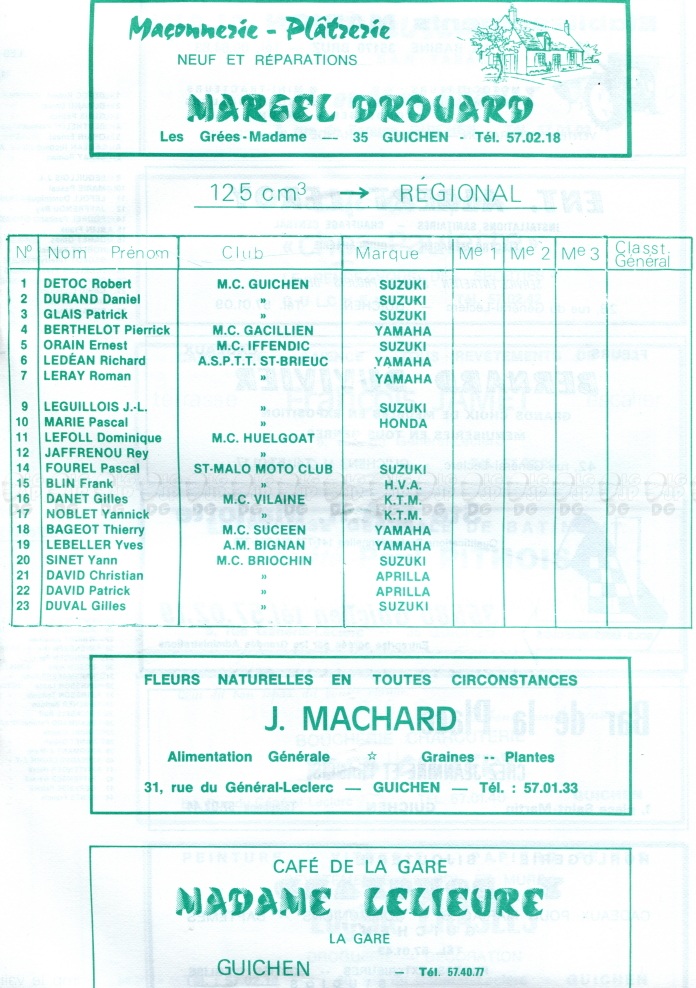 Maçonnerie - Plâtrerie
NEUF ET RÉPARATIONS
MARCEL DROUARD
Les Grées-Madame — 35 GUICHEN - Tél. 57.02.18
125 cm³ → RÉGIONAL
Nº Nom Prénom Club Marque Mᵉ 1 Mᵉ 2 Mᵉ 3 Classt. Général
1 DETOC Robert M.C. GUICHEN SUZUKI
2 DURAND Daniel » SUZUKI
3 GLAIS Patrick » SUZUKI
4 BERTHELOT Pierrick M.C. GACILLIEN YAMAHA
5 ORAIN Ernest M.C. IFFENDIC SUZUKI
6 LEDÉAN Richard A.S.P.T.T. ST-BRIEUC YAMAHA
7 LERAY Roman » YAMAHA
9 LEGUILLOIS J.-L. » SUZUKI
10 MARIE Pascal » HONDA
11 LEFOLL Dominique M.C. HUELGOAT
12 JAFFRENOU Rey »
14 FOUREL Pascal ST-MALO MOTO CLUB SUZUKI
15 BLIN Frank » H.V.A.
16 DANET Gilles M.C. VILAINE K.T.M.
17 NOBLET Yannick » K.T.M.
18 BAGEOT Thierry M.C. SUCEEN YAMAHA
19 LEBELLER Yves A.M. BIGNAN YAMAHA
20 SINET Yann M.C. BRIOCHIN SUZUKI
21 DAVID Christian » APRILLA
22 DAVID Patrick » APRILLA
23 DUVAL Gilles » SUZUKI
FLEURS NATURELLES EN TOUTES CIRCONSTANCES
J. MACHARD
Alimentation Générale ☆ Graines -- Plantes
31, rue du Général-Leclerc — GUICHEN — Tél. : 57.01.33
CAFÉ DE LA GARE
MADAME LELIEURE
LA GARE
GUICHEN - Tél. 57.40.77